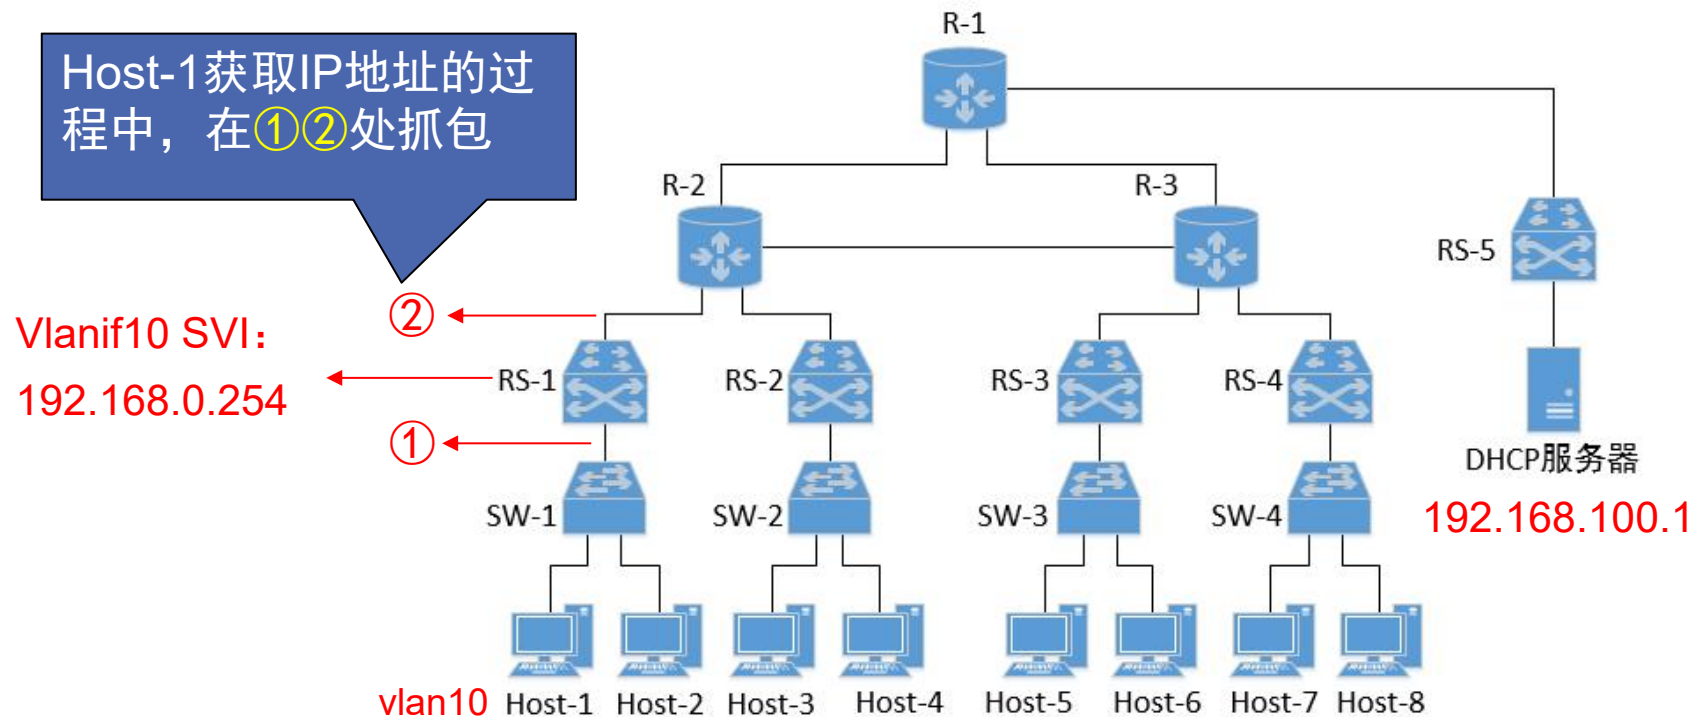 R-1
Host-1获取IP地址的过
程中，在①②处抓包
R-2
R-3
RS-5
②
Vlanif10 SVI：
192.168.0.254
RS-1
RS-2
RS-3
RS-4
①
DHCP服务器
192.168.100.1
SW-1
SW-2
SW-3
SW-4
vlan10
Host-1
Host-2
Host-3
Host-4
Host-5
Host-6
Host-7
Host-8